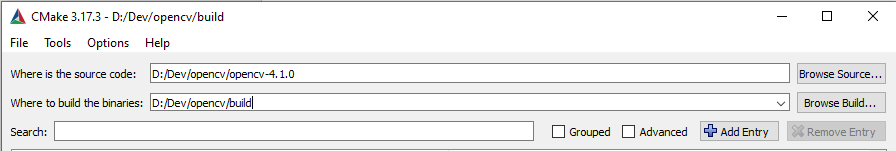 CMake 3.17.3 - D:/Dev/opencv/build
File Tools Options Help
Where is the source code: D:/Dev/opencv/opencv-4.1.0 Browse Source...
Where to build the binaries: D:/Dev/opencv/build Browse Build...
Search: Grouped Advanced Add Entry Remove Entry